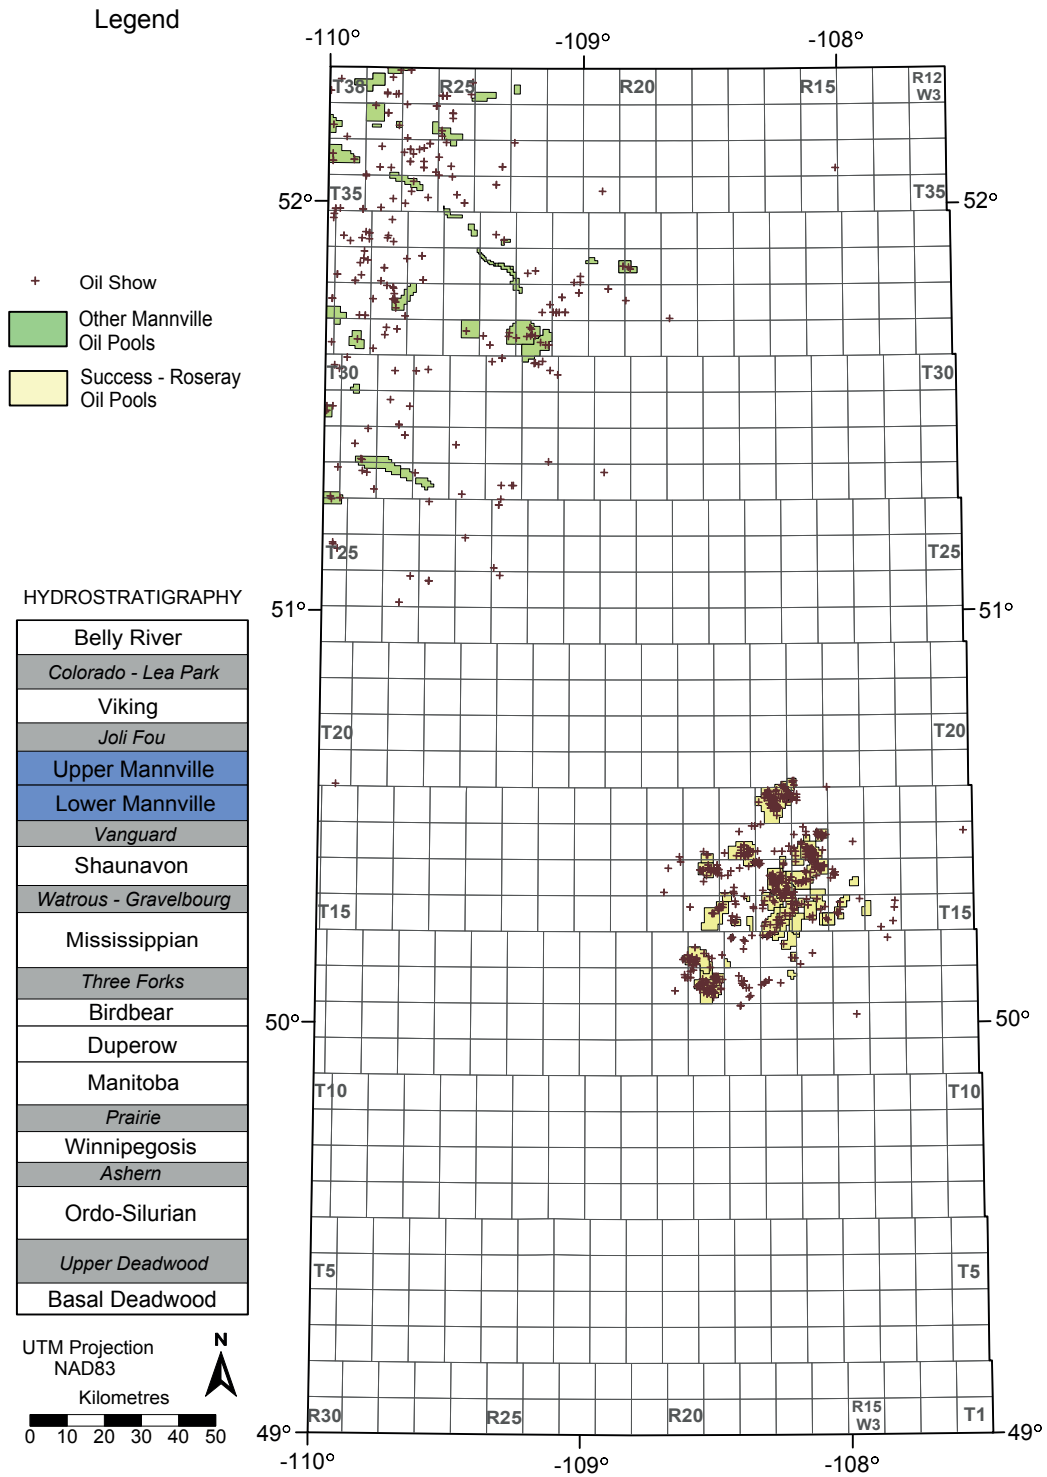 Legend
-110°
-109°
-108°
T38
R25
R20
R15
R12
W3
T35
T35
52°
52°
Oil Show
Other Mannville
Oil Pools
Success - Roseray
Oil Pools
T30
T30
T25
T25
HYDROSTRATIGRAPHY
51°
51°
Belly River
Colorado - Lea Park
Viking
Joli Fou
Upper Mannville
Lower Mannville
Vanguard
Shaunavon
Watrous - Gravelbourg
Mississippian
Three Forks
Birdbear
Duperow
Manitoba
Prairie
Winnipegosis
Ashern
Ordo-Silurian
Upper Deadwood
Basal Deadwood
T20
T20
T15
T15
50°
50°
T10
T10
T5
T5
UTM Projection
NAD83
N
Kilometres
0 10 20 30 40 50
R30
R25
R20
R15
W3
T1
49°
49°
-110°
-109°
-108°